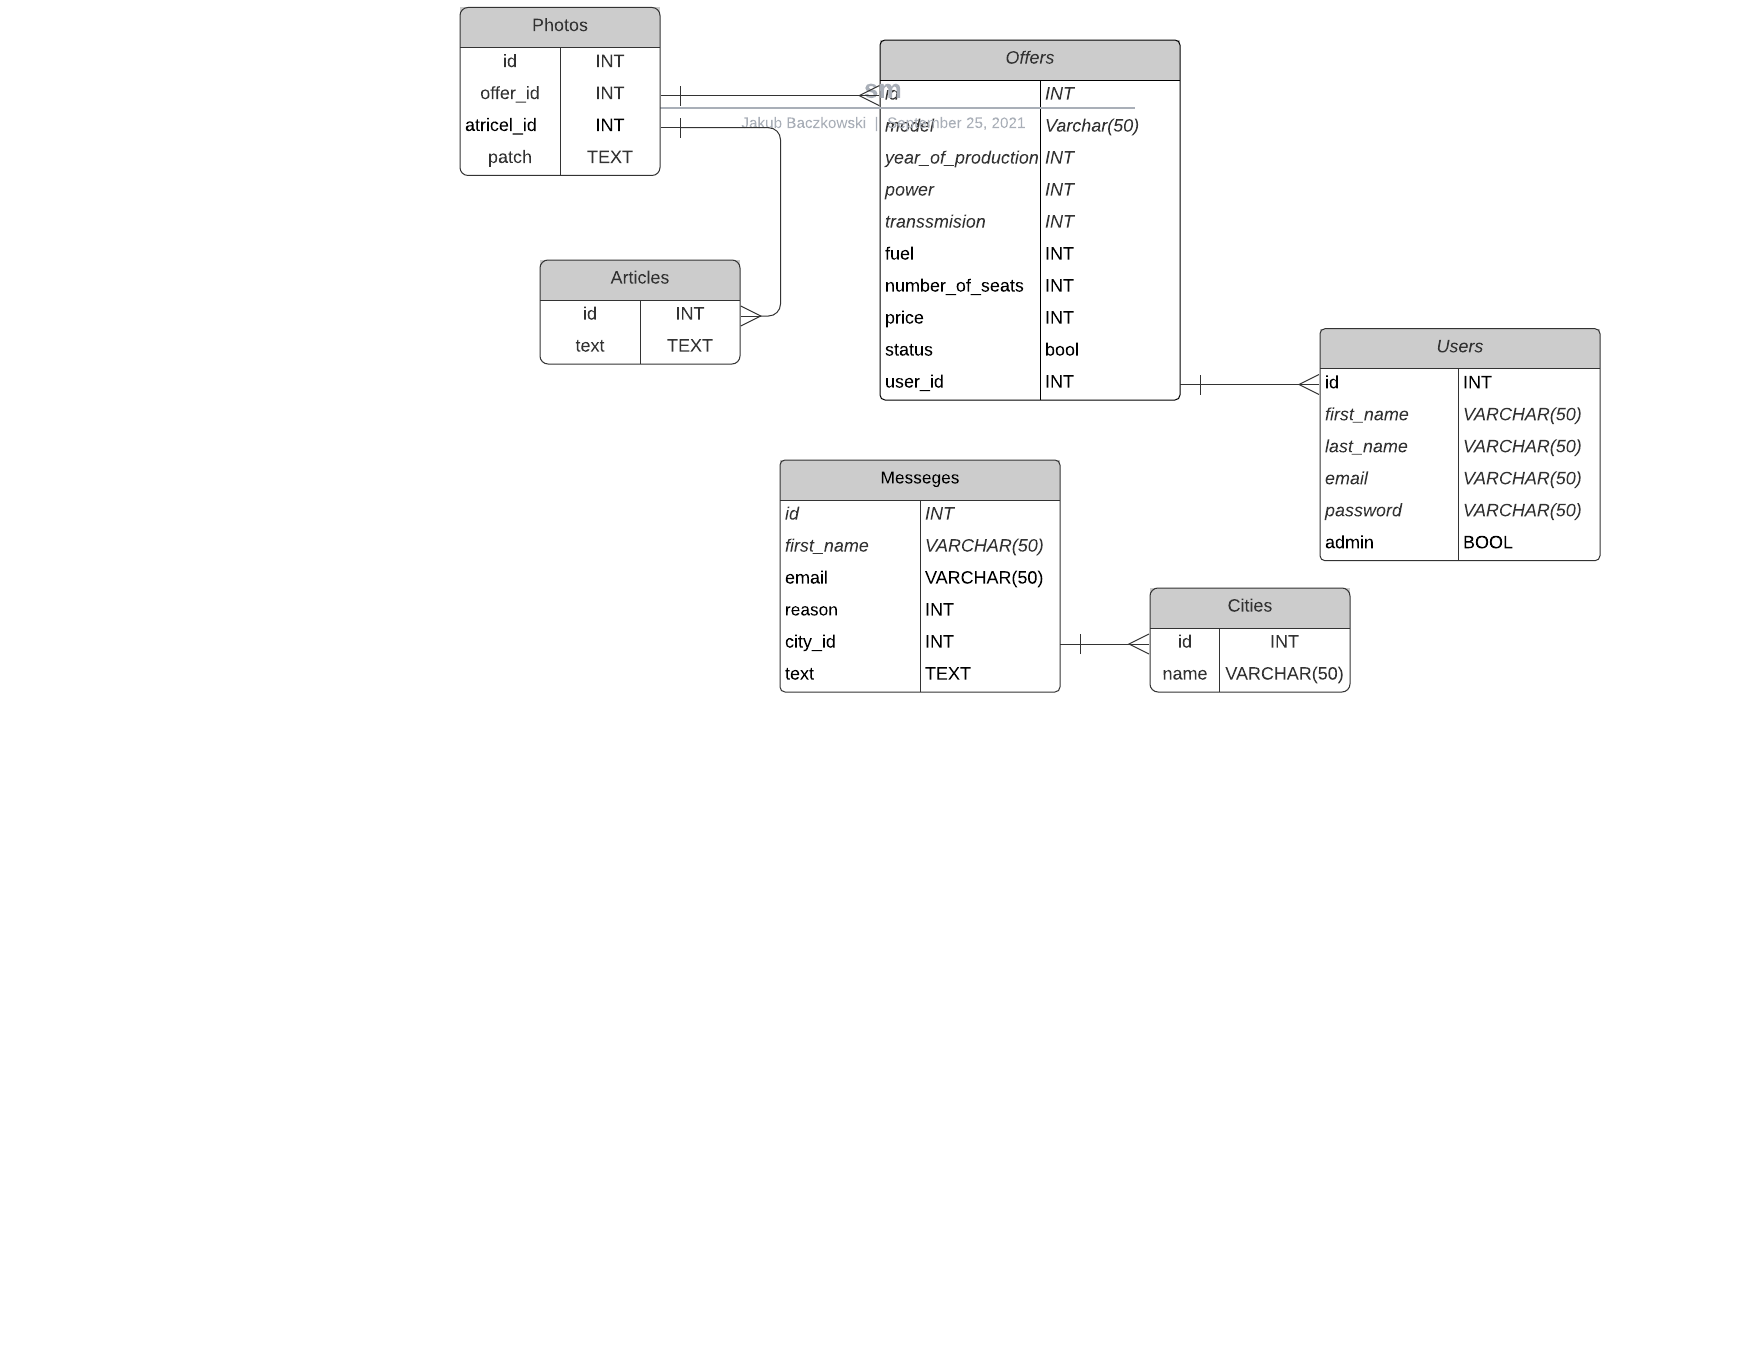 Photos
id INT
offer_id INT
atricel_id INT
patch TEXT
sm
Jakub Baczkowski | September 25, 2021
Offers
id INT
model Varchar(50)
year_of_production INT
power INT
transsmision INT
fuel INT
number_of_seats INT
price INT
status bool
user_id INT
Articles
id INT
text TEXT
Users
id INT
first_name VARCHAR(50)
last_name VARCHAR(50)
email VARCHAR(50)
password VARCHAR(50)
admin BOOL
Messeges
id INT
first_name VARCHAR(50)
email VARCHAR(50)
reason INT
city_id INT
text TEXT
Cities
id INT
name VARCHAR(50)